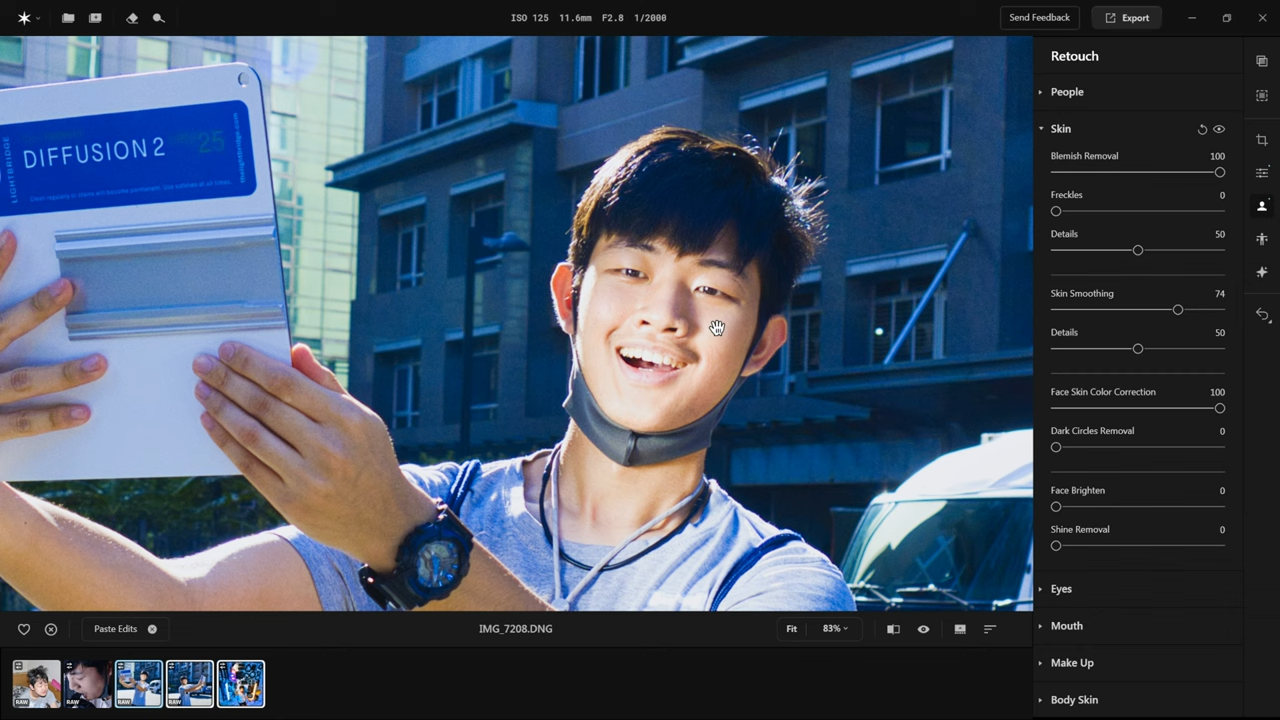 ISO 125 11.6mm F2.8 1/2000
Send Feedback
Export
LIGHTBRIDGE
DIFFUSION 2
25
thelightbridge.com
Retouch
People
Skin
Blemish Removal 100
Freckles 0
Details 50
Skin Smoothing 74
Details 50
Face Skin Color Correction 100
Dark Circles Removal 0
Face Brighten 0
Shine Removal 0
Eyes
Mouth
Make Up
Body Skin
Paste Edits
IMG_7208.DNG
Fit
83%
RAW
RAW
RAW
RAW